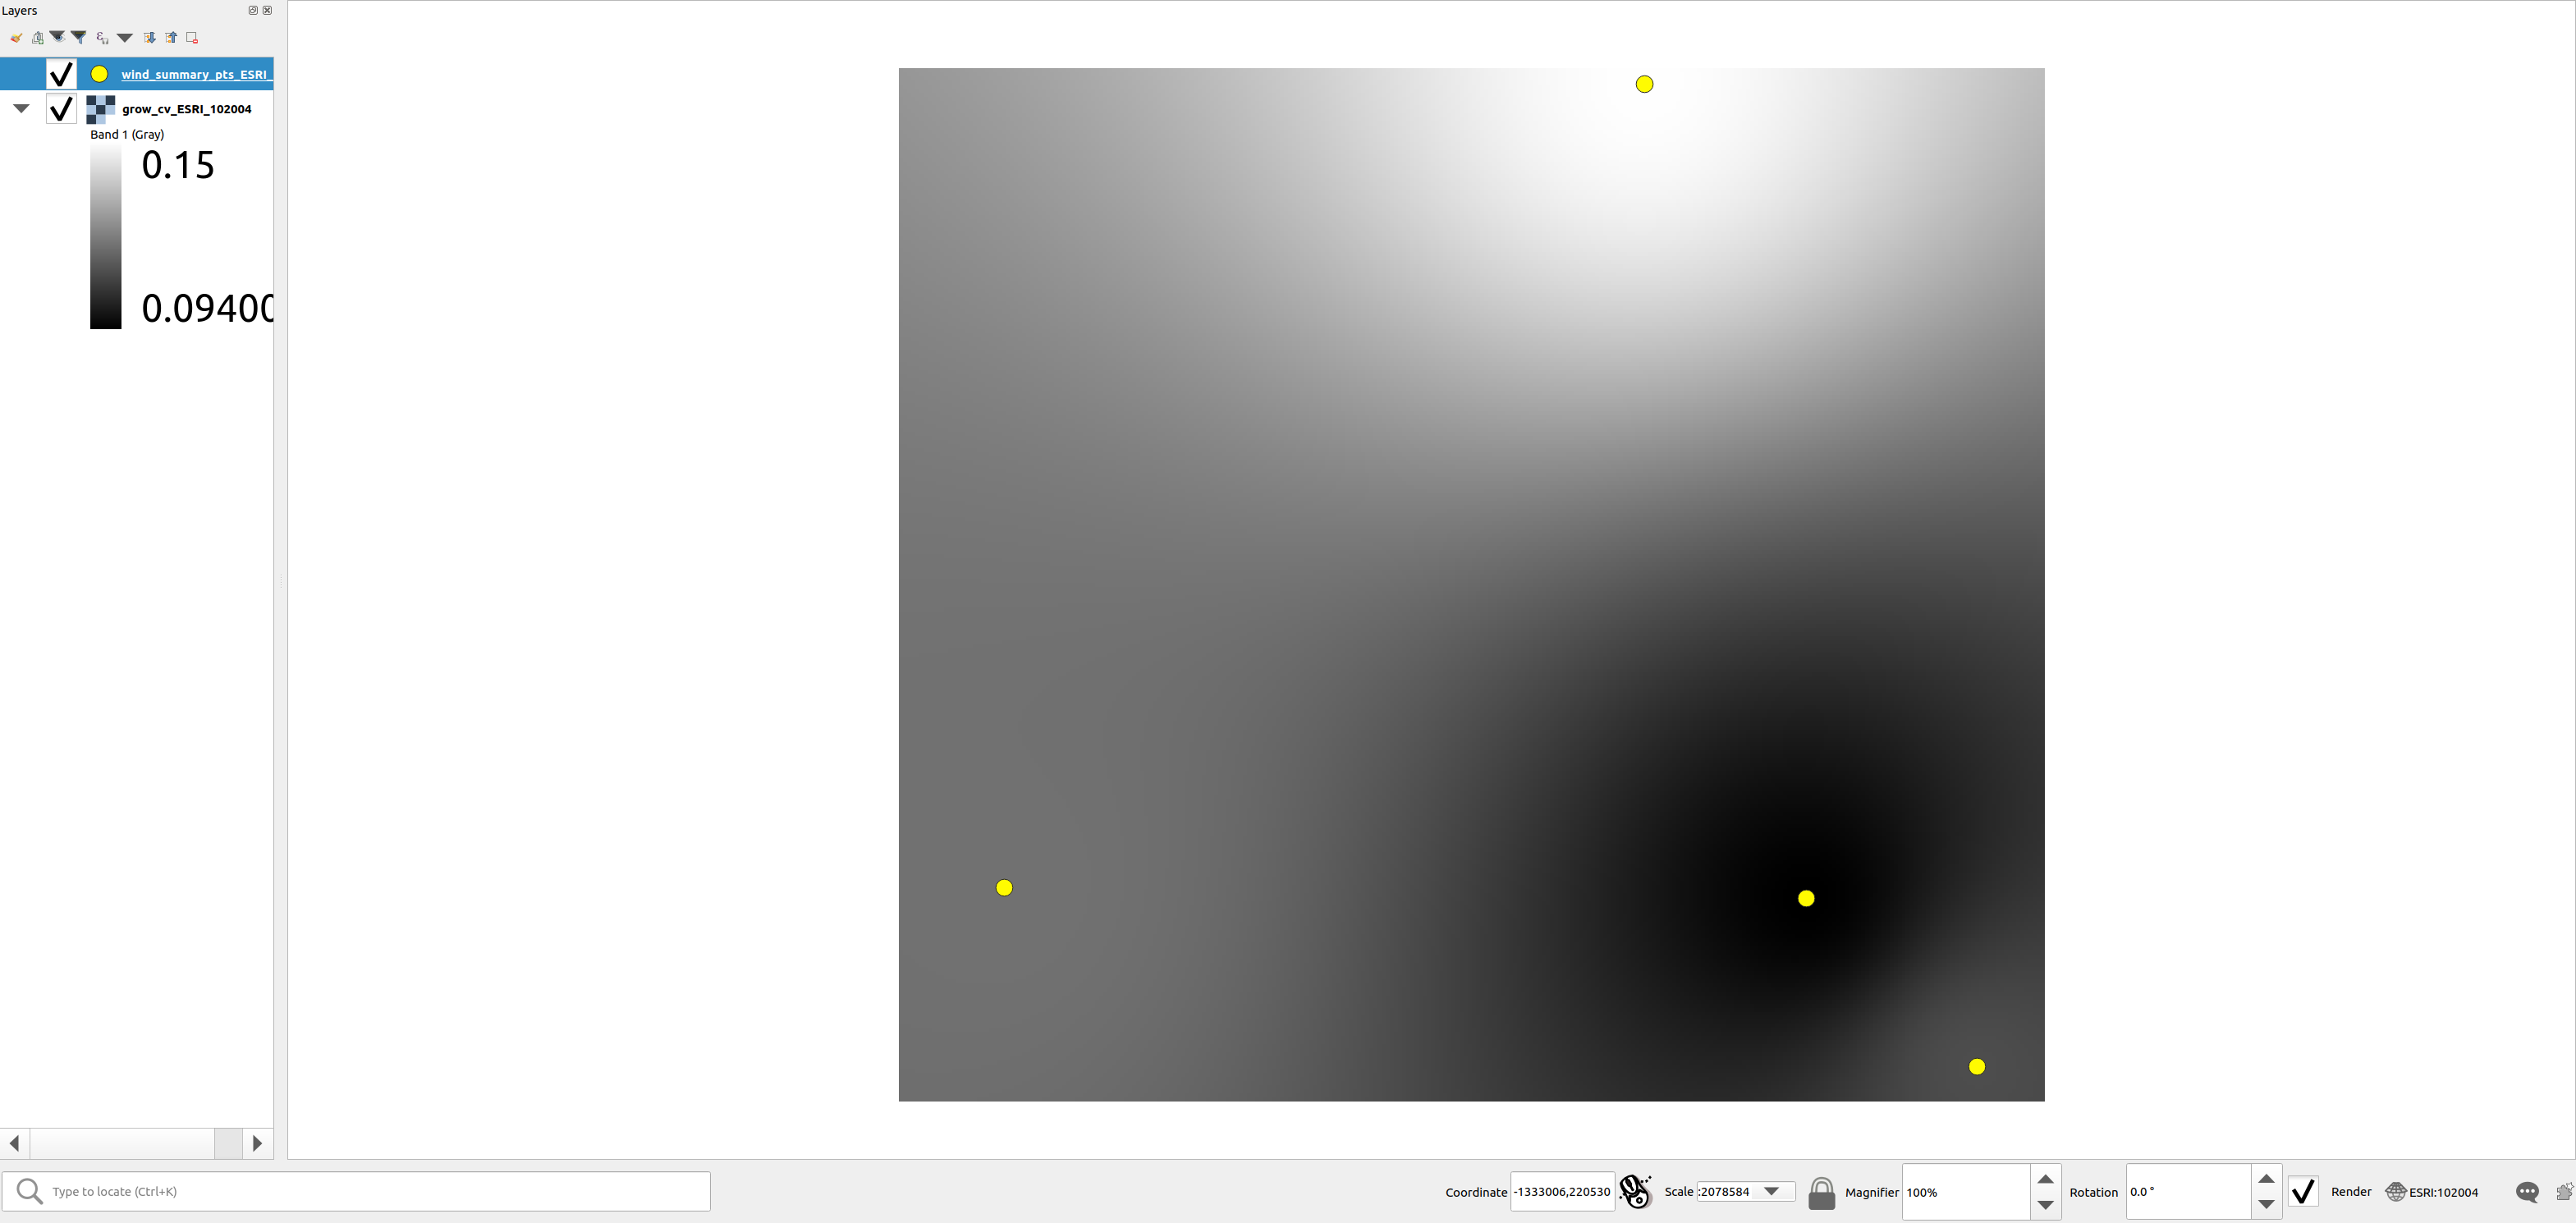 Layers
wind_summary_pts_ESRI_
grow_cv_ESRI_102004
Band 1 (Gray)
0.15
0.09400
Type to locate (Ctrl+K)
Coordinate -1333006,220530 Scale :2078584 Magnifier 100% Rotation 0.0 ° Render ESRI:102004